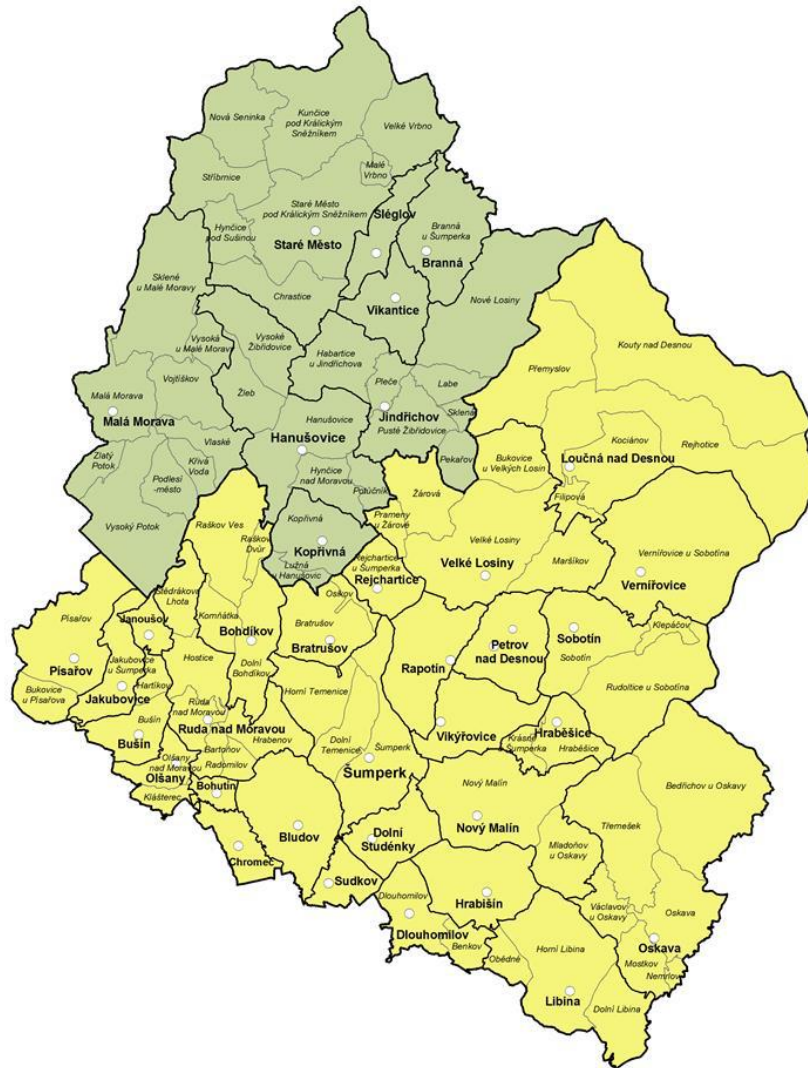 Nová Seninka
Kunčice
pod Králickým
Sněžníkem
Velké Vrbno
Malé
Vrbno
Stříbrnice
Staré Město
pod Králickým Sněžníkem
Staré Město
Hynčice
pod Sušinou
Sléglov
Branná
u Šumperka
Branná
Sklené
u Malé Moravy
Chrastice
Vikantice
Nové Losiny
Vysoká
u Malé Moravy
Vysoké
Žibřidovice
Habartice
u Jindřichova
Přemyslov
Kouty nad Desnou
Vojtíškov
Pleče
Labe
Malá Morava
Malá Morava
Žleb
Jindřichov
Sklená
Pusté Žibřidovice
Hanušovice
Hanušovice
Kociánov
Rejhotice
Loučná nad Desnou
Vlaské
Zlatý
Potok
Křivá
Voda
Podlesí
-město
Hynčice
nad Moravou
Potůčník
Pekařov
Bukovice
u Velkých Losin
Filipová
Vysoký Potok
Raškov Ves
Raškov
Dvůr
Kopřivná
Kopřivná
Lužná
u Hanušovic
Žárová
Prameny
u Žárové
Velké Losiny
Velké Losiny
Maršíkov
Vernířovice u Sobotína
Vernířovice
Rejchartice
u Šumperka
Rejchartice
Štědrákova
Lhota
Osikov
Písařov
Písařov
Janoušov
Komňátka
Bohdíkov
Bratrušov
Bratrušov
Petrov
nad Desnou
Sobotín
Sobotín
Klepáčov
Jakubovice
u Šumperka
Jakubovice
Hostice
Dolní
Bohdíkov
Rapotín
Rudoltice u Sobotína
Bukovice
u Písařova
Hartíkov
Horní Temenice
Bušín
Bušín
Ruda
nad Moravou
Ruda nad Moravou
Hrabenov
Vikýřovice
Hraběšice
Krásné
u Šumperka
Hraběšice
Bartoňov
Radomilov
Dolní
Temenice
Šumperk
Šumperk
Olšany
nad Moravou
Olšany
Klášterec
Bohutín
Nový Malín
Nový Malín
Bedřichov u Oskavy
Třemešek
Bludov
Dolní
Studénky
Mladoňov
u Oskavy
Chromeč
Sudkov
Dlouhomilov
Dlouhomilov
Hrabišín
Václavov
u Oskavy
Oskava
Oskava
Benkov
Obědné
Horní Libina
Mostkov
Nemrlov
Libina
Dolní Libina